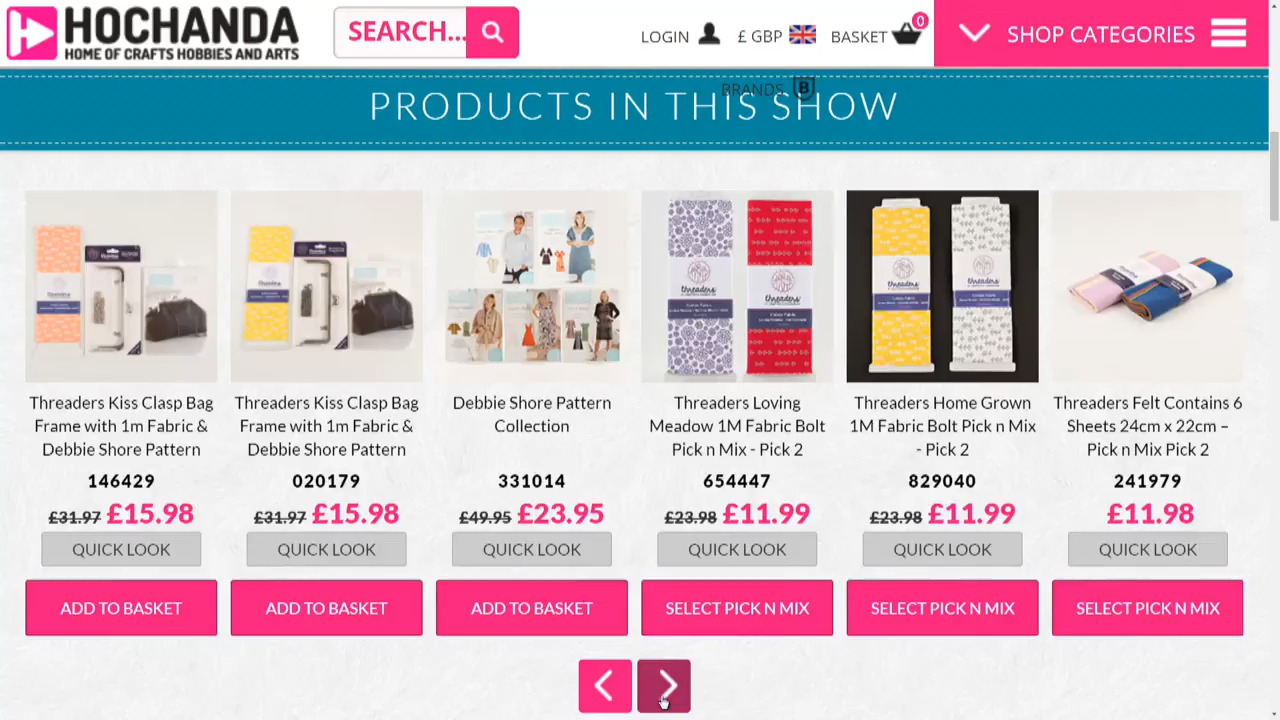 HOCHANDA
HOME OF CRAFTS HOBBIES AND ARTS
SEARCH...
LOGIN
£ GBP
BASKET
0
SHOP CATEGORIES
BRANDS B
PRODUCTS IN THIS SHOW
threaders
threaders
threaders
threaders
Threaders Kiss Clasp Bag
Frame with 1m Fabric &
Debbie Shore Pattern
146429
£31.97 £15.98
QUICK LOOK
ADD TO BASKET
Threaders Kiss Clasp Bag
Frame with 1m Fabric &
Debbie Shore Pattern
020179
£31.97 £15.98
QUICK LOOK
ADD TO BASKET
Debbie Shore Pattern
Collection
331014
£49.95 £23.95
QUICK LOOK
ADD TO BASKET
Threaders Loving
Meadow 1M Fabric Bolt
Pick n Mix - Pick 2
654447
£23.98 £11.99
QUICK LOOK
SELECT PICK N MIX
Threaders Home Grown
1M Fabric Bolt Pick n Mix
- Pick 2
829040
£23.98 £11.99
QUICK LOOK
SELECT PICK N MIX
Threaders Felt Contains 6
Sheets 24cm x 22cm –
Pick n Mix Pick 2
241979
£11.98
QUICK LOOK
SELECT PICK N MIX